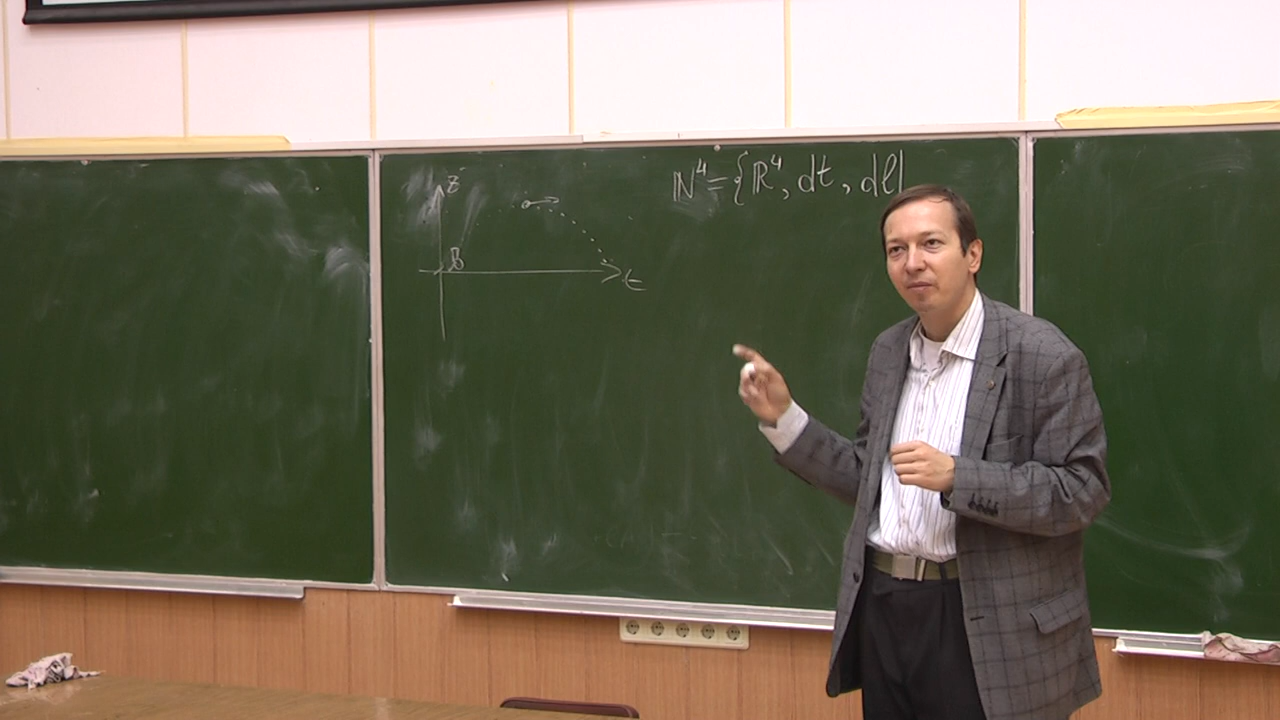 z
t
ℕ⁴={ℝ⁴, dt, dl